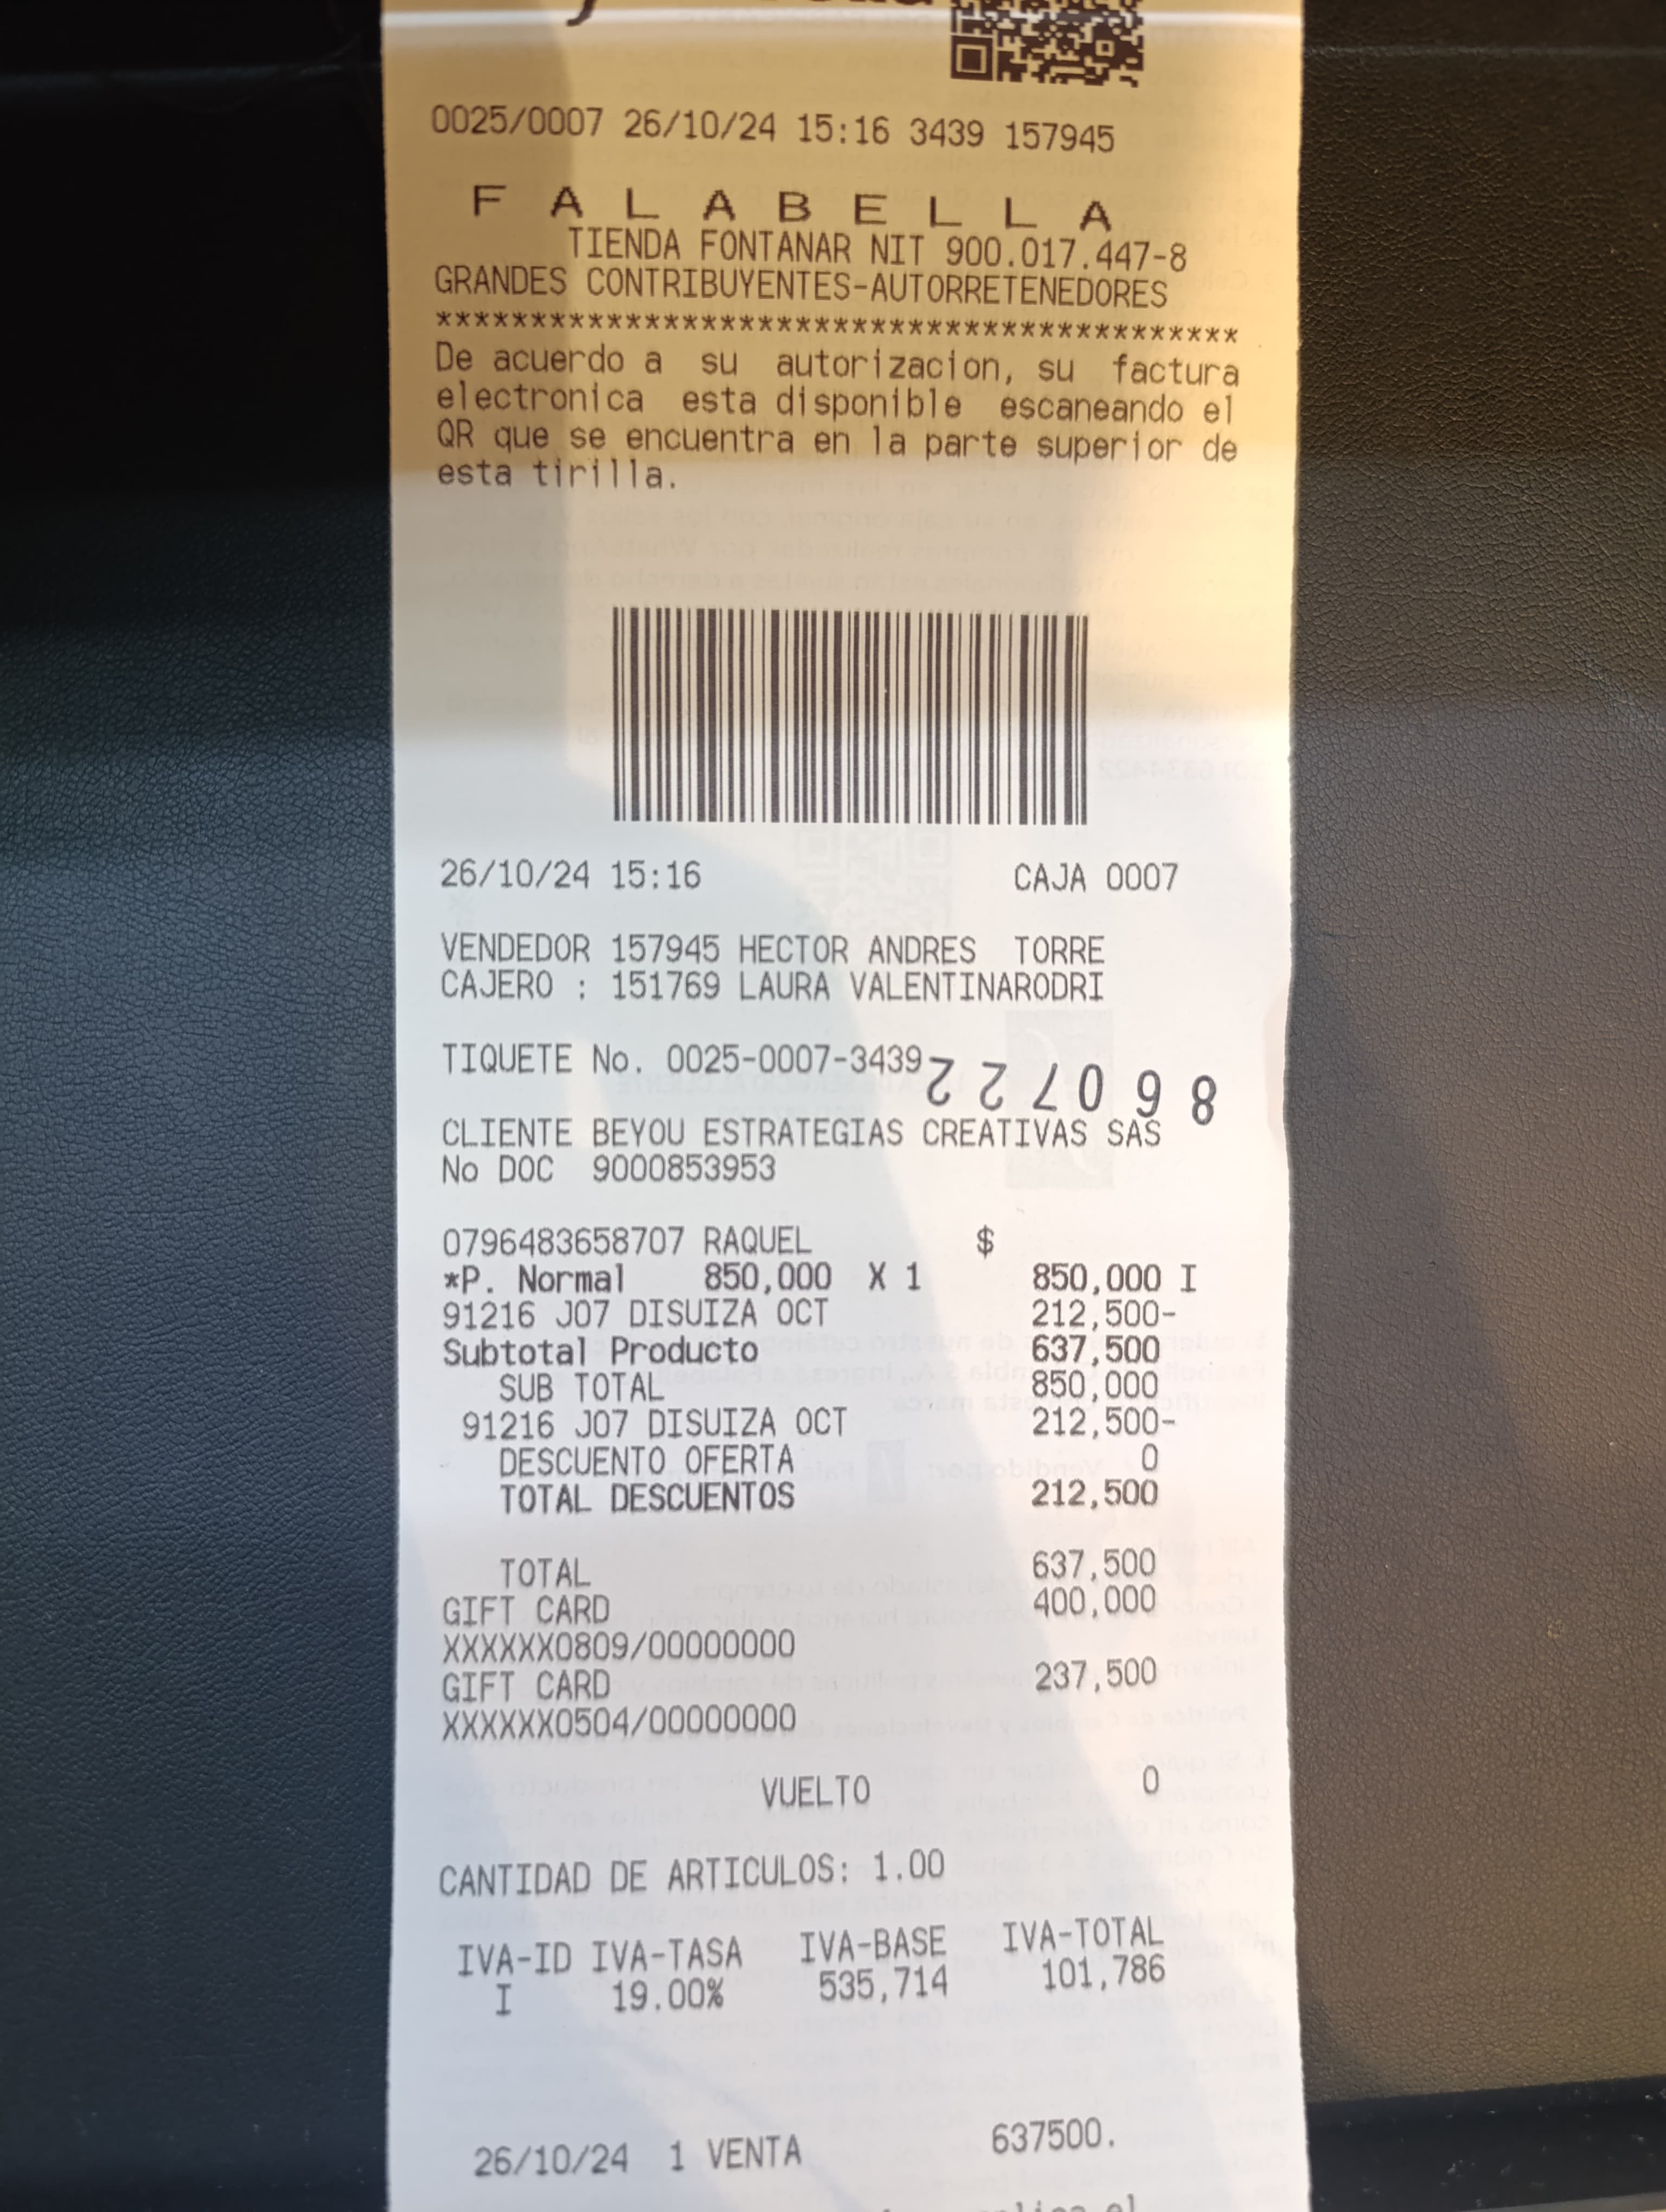 0025/0007 26/10/24 15:16 3439 157945
F A L A B E L L A
TIENDA FONTANAR NIT 900.017.447-8
GRANDES CONTRIBUYENTES-AUTORRETENEDORES
******************************************
De acuerdo a su autorizacion, su factura
electronica esta disponible escaneando el
QR que se encuentra en la parte superior de
esta tirilla.
26/10/24 15:16 CAJA 0007
VENDEDOR 157945 HECTOR ANDRES TORRE
CAJERO : 151769 LAURA VALENTINARODRI
TIQUETE No. 0025-0007-3439
860722
CLIENTE BEYOU ESTRATEGIAS CREATIVAS SAS
No DOC 9000853953
0796483658707 RAQUEL $
*P. Normal 850,000 X 1 850,000 I
91216 J07 DISUIZA OCT 212,500-
Subtotal Producto 637,500
SUB TOTAL 850,000
91216 J07 DISUIZA OCT 212,500-
DESCUENTO OFERTA 0
TOTAL DESCUENTOS 212,500
TOTAL 637,500
GIFT CARD 400,000
XXXXXX0809/00000000
GIFT CARD 237,500
XXXXXX0504/00000000
VUELTO 0
CANTIDAD DE ARTICULOS: 1.00
IVA-ID IVA-TASA IVA-BASE IVA-TOTAL
I 19.00% 535,714 101,786
26/10/24 1 VENTA 637500.